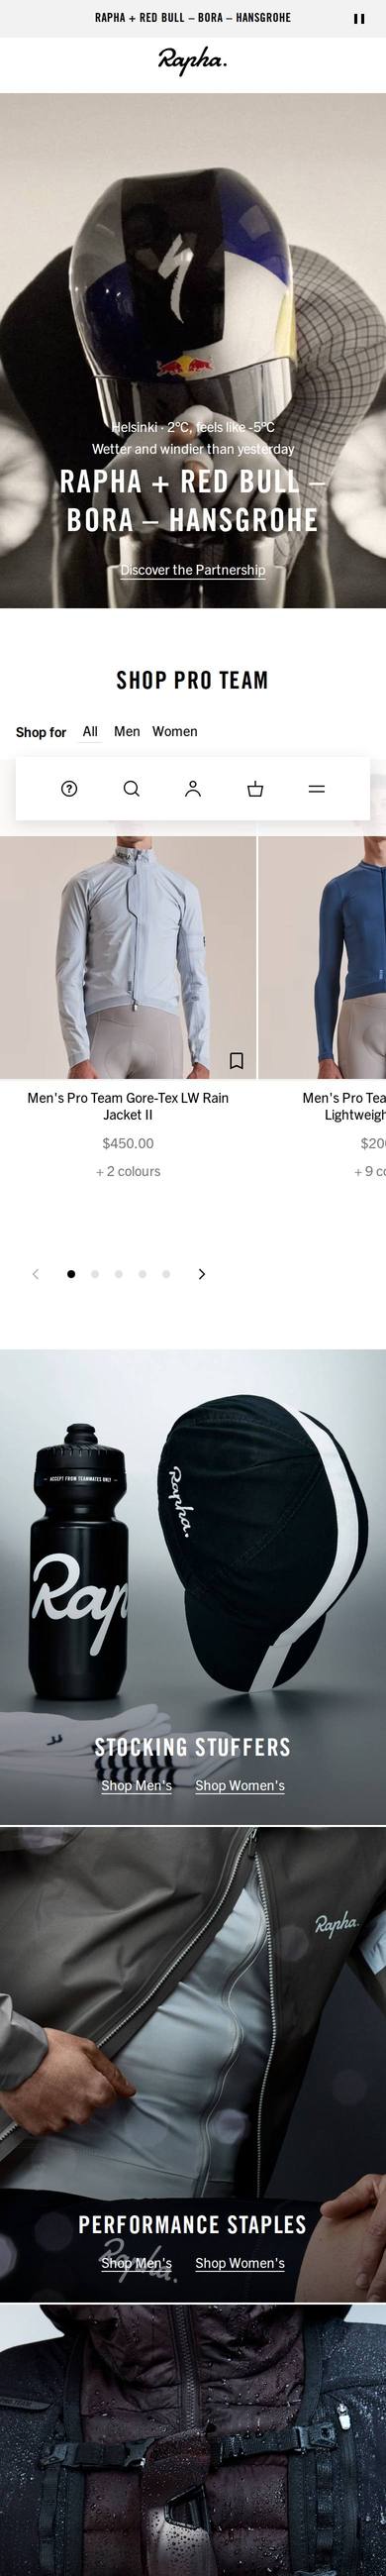 RAPHA + RED BULL – BORA – HANSGROHE
Rapha.
Helsinki · 2°C, feels like -5°C
Wetter and windier than yesterday
RAPHA + RED BULL –
BORA – HANSGROHE
Discover the Partnership
SHOP PRO TEAM
Shop for All Men Women
Men's Pro Team Gore-Tex LW Rain
Jacket II
$450.00
+ 2 colours
Men's Pro Tea
Lightweigh
$20
+ 9 co
ACCEPT FROM TEAMMATES ONLY
Rap
Rapha.
STOCKING STUFFERS
Shop Men's Shop Women's
Rapha.
PERFORMANCE STAPLES
Rapha.
Shop Men's Shop Women's